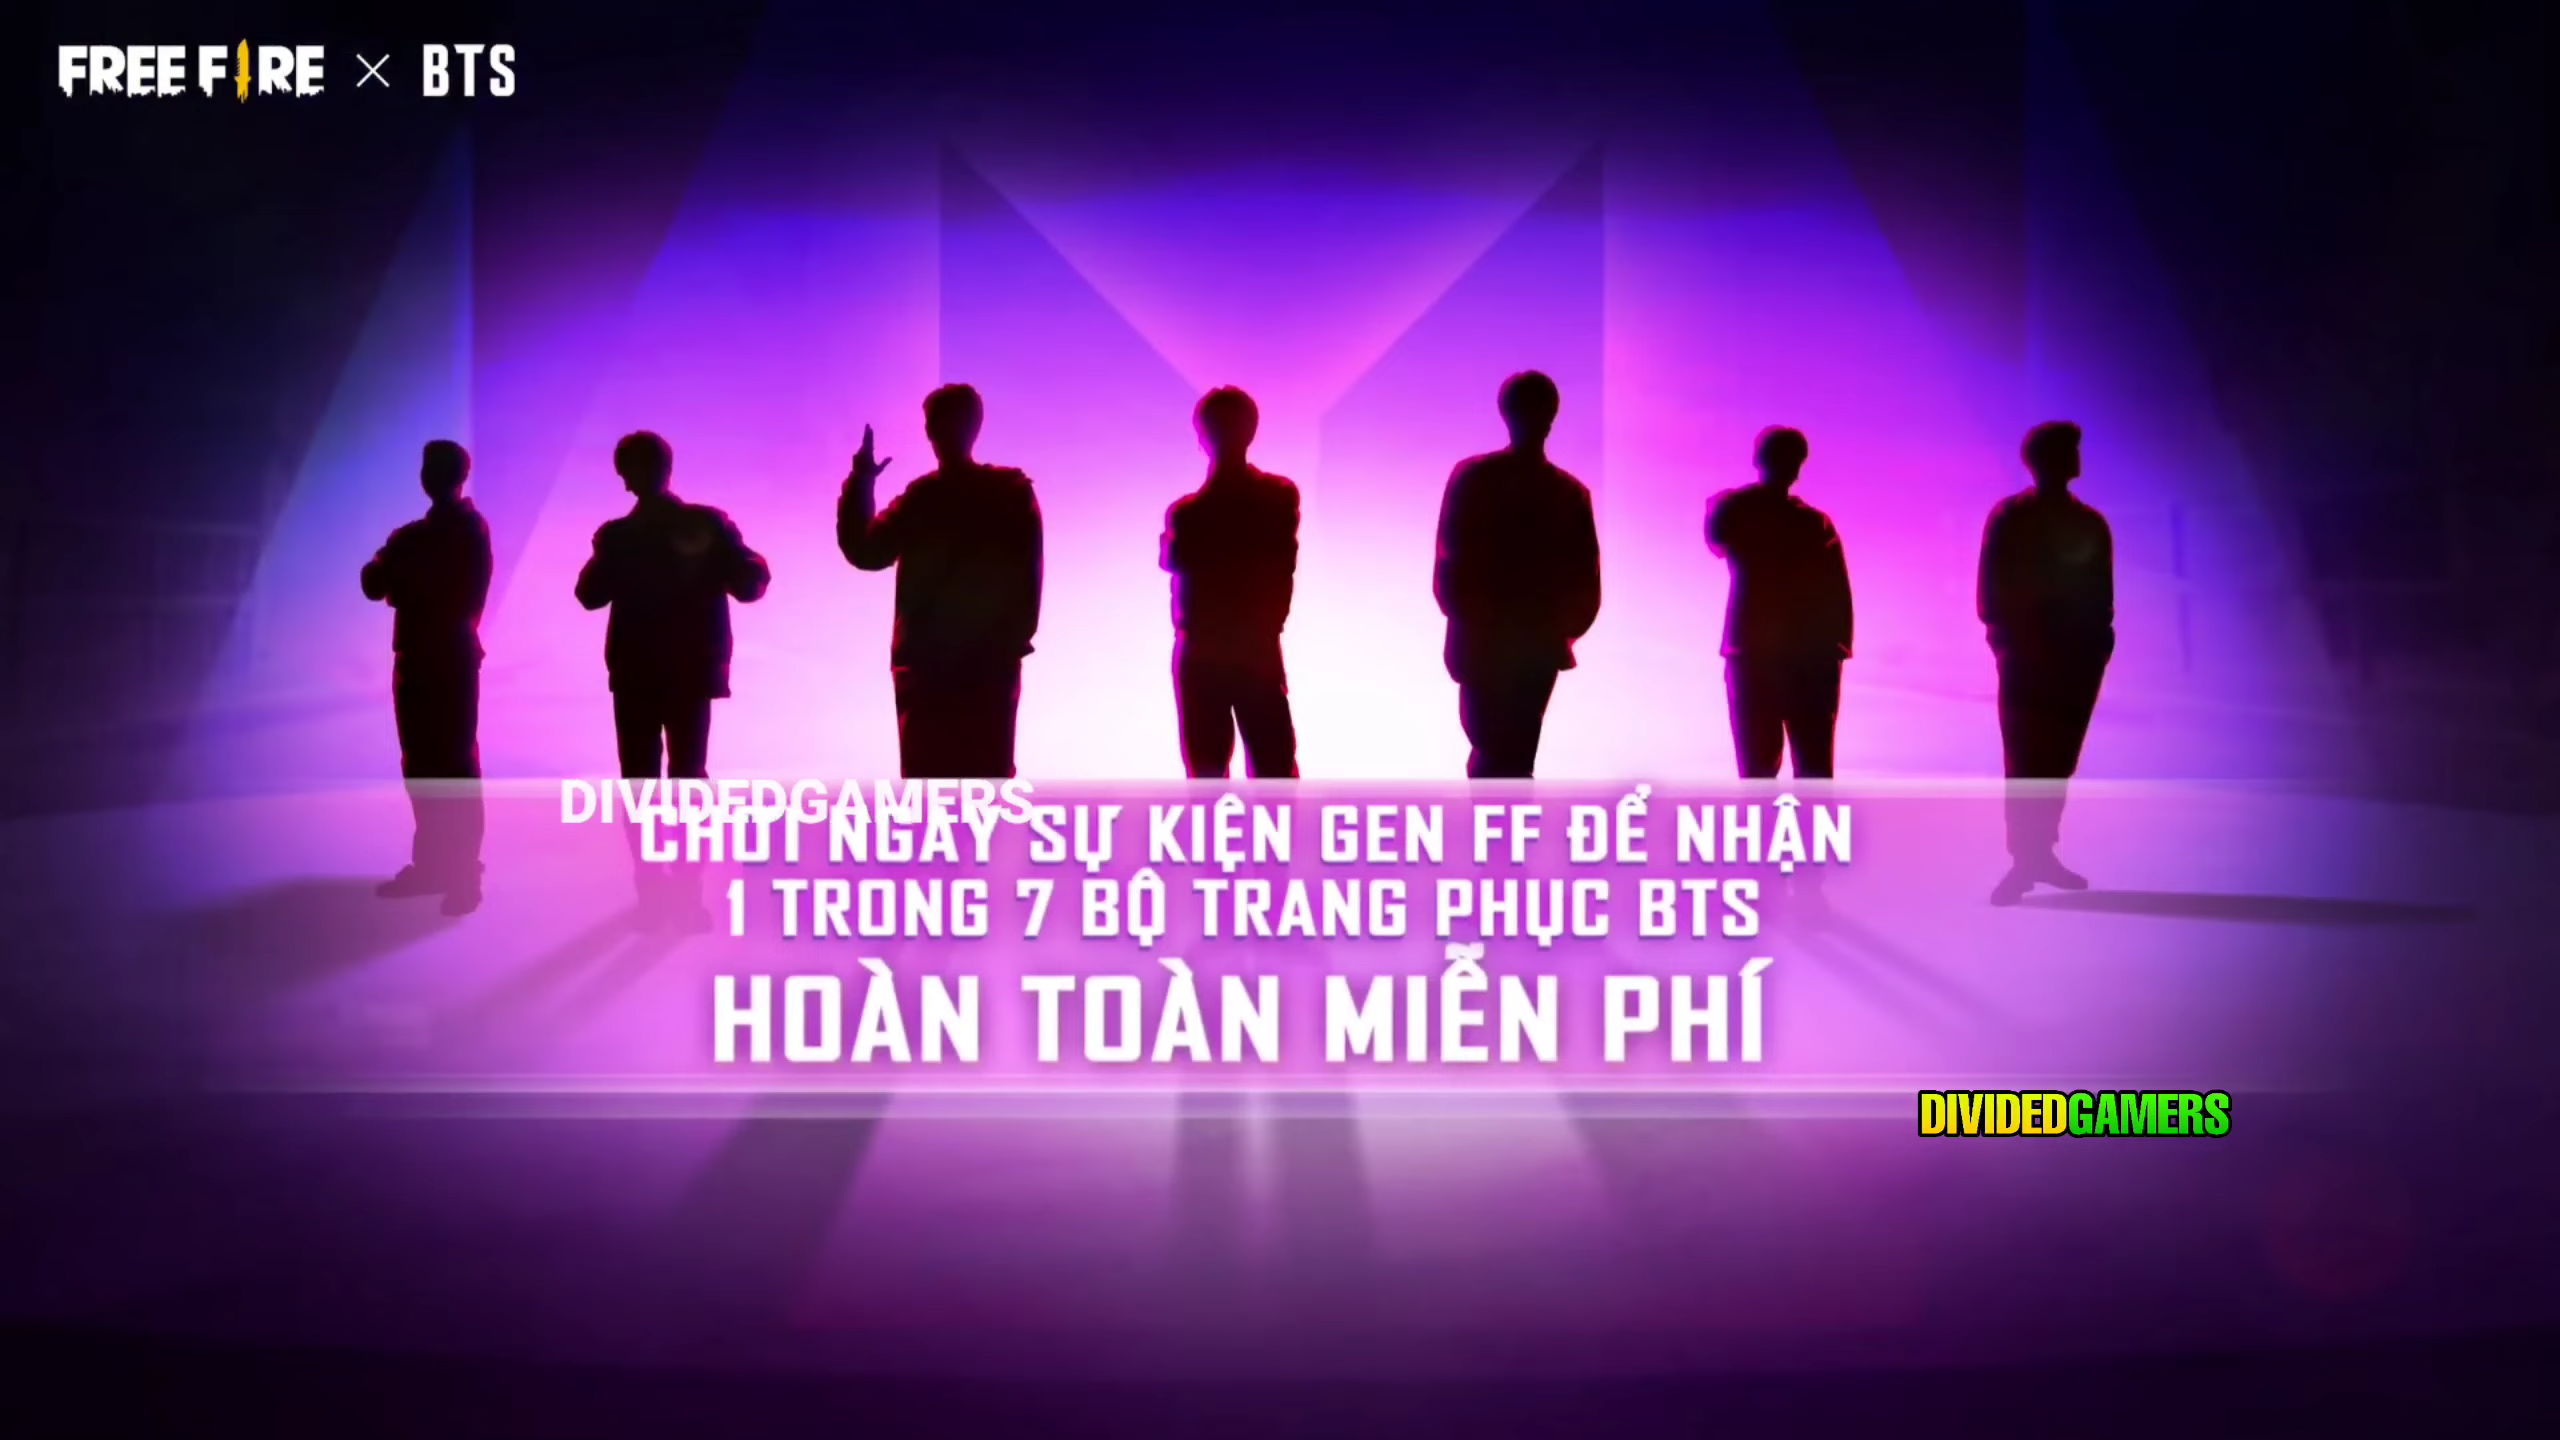 FREE FIRE × BTS
DIVIDEDGAMERS
CHƠI NGAY SỰ KIỆN GEN FF ĐỂ NHẬN
1 TRONG 7 BỘ TRANG PHỤC BTS
HOÀN TOÀN MIỄN PHÍ
DIVIDEDGAMERS